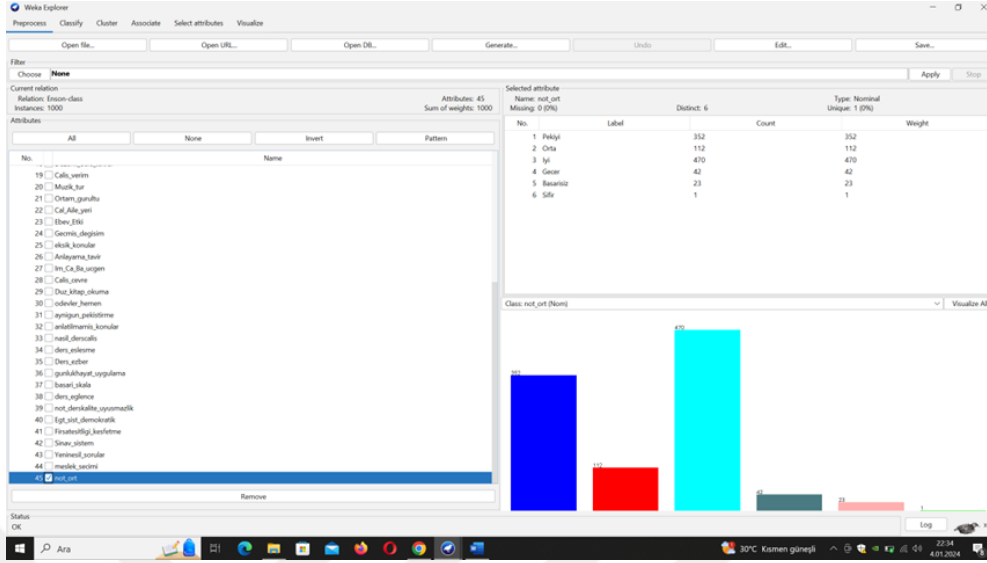 Weka Explorer
Preprocess Classify Cluster Associate Select attributes Visualize
Open file... Open URL... Open DB... Generate... Undo Edit... Save...
Filter
Choose None Apply Stop
Current relation
Relation: Enson-class Attributes: 45
Instances: 1000 Sum of weights: 1000
Attributes
All None Invert Pattern
No. Name
19 Calis_verim
20 Muzik_tur
21 Ortam_gurultu
22 Cal_Aile_yeri
23 Ebev_Etki
24 Gecmis_degisim
25 eksik_konular
26 Anlayama_tavir
27 Im_Ca_Ba_ucgen
28 Calis_cevre
29 Duz_kitap_okuma
30 odevler_hemen
31 aynigun_pekistirme
32 anlatilmamis_konular
33 nasil_derscalis
34 ders_eslesme
35 Ders_ezber
36 gunlukhayat_uygulama
37 basari_skala
38 ders_eglence
39 not_derskalite_uyusmazlik
40 Egt_sist_demokratik
41 Firsatesitligi_kesfetme
42 Sinav_sistem
43 Yeninesil_sorular
44 meslek_secimi
45 not_ort
Remove
Selected attribute
Name: not_ort Type: Nominal
Missing: 0 (0%) Distinct: 6 Unique: 1 (0%)
No. Label Count Weight
1 Pekiyi 352 352
2 Orta 112 112
3 Iyi 470 470
4 Gecer 42 42
5 Basarisiz 23 23
6 Sifir 1 1
Class: not_ort (Nom) Visualize All
470
352
112
42
23
1
Status
OK Log
Ara 30°C Kısmen güneşli 22:34
4.01.2024